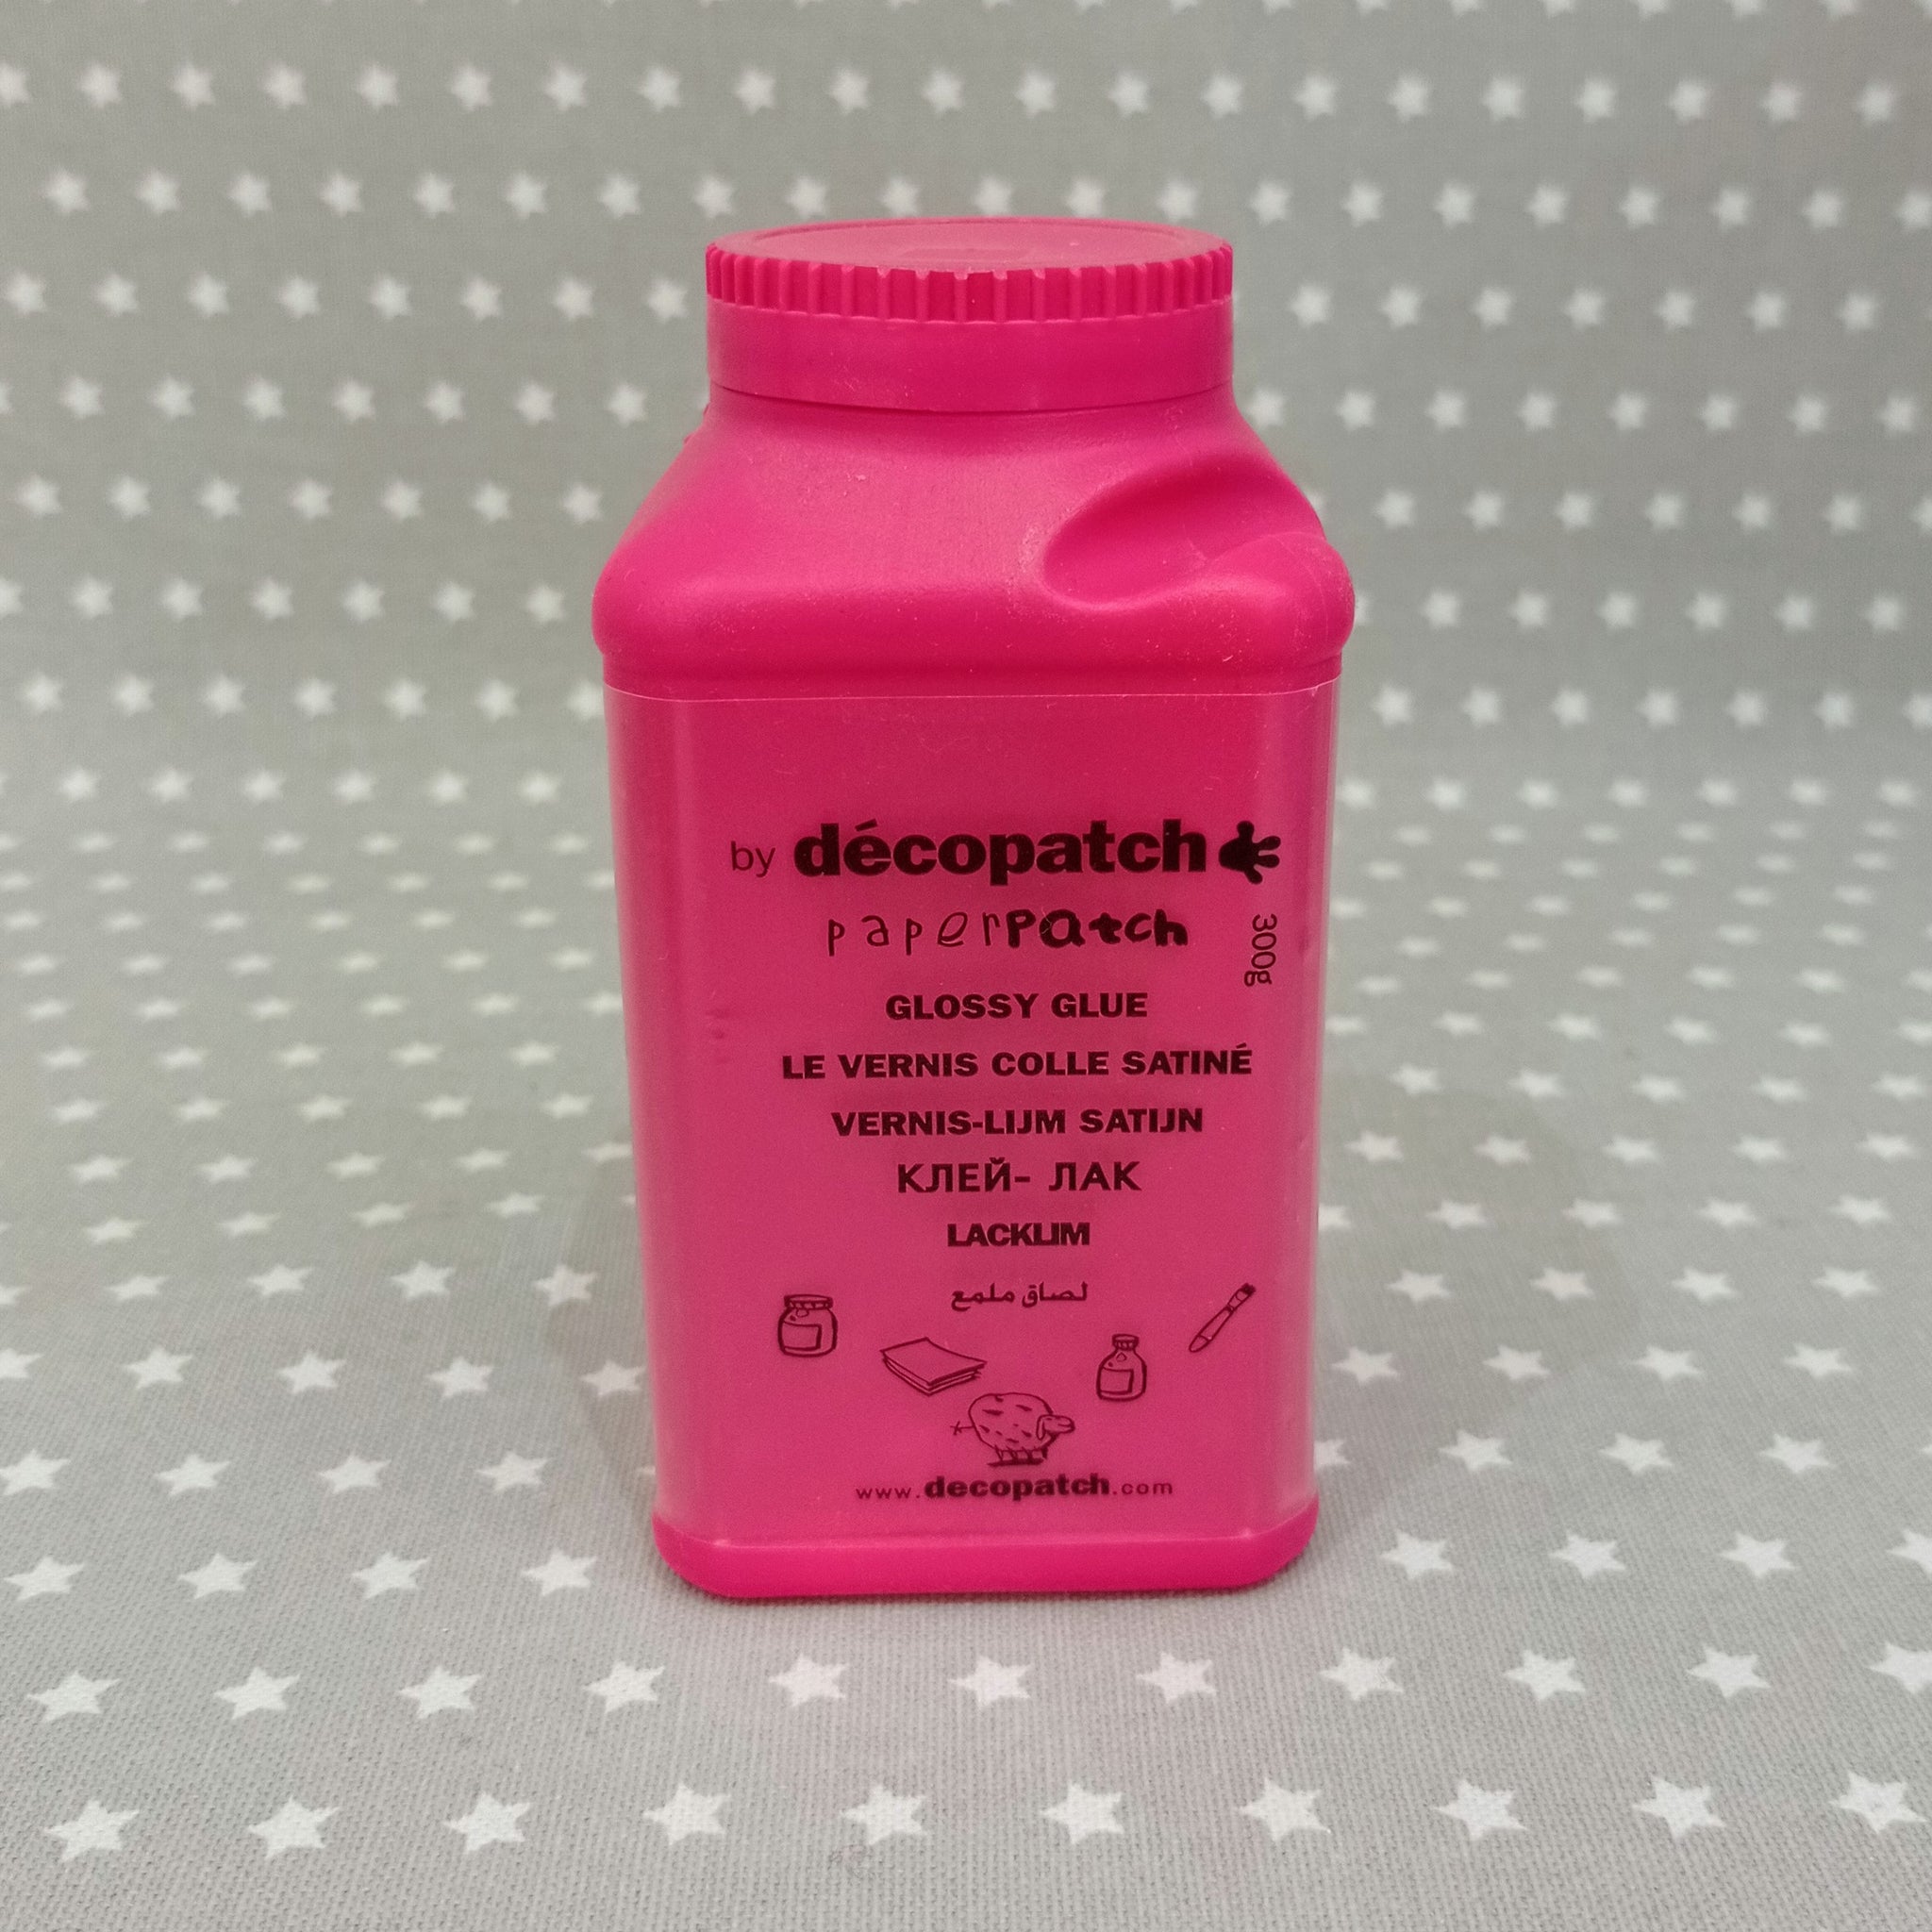 by décopatch
paperpatch
300g
GLOSSY GLUE
LE VERNIS COLLE SATINÉ
VERNIS-LIJM SATIJN
КЛЕЙ- ЛАК
LACKLIM
لصاق ملمع
www.decopatch.com